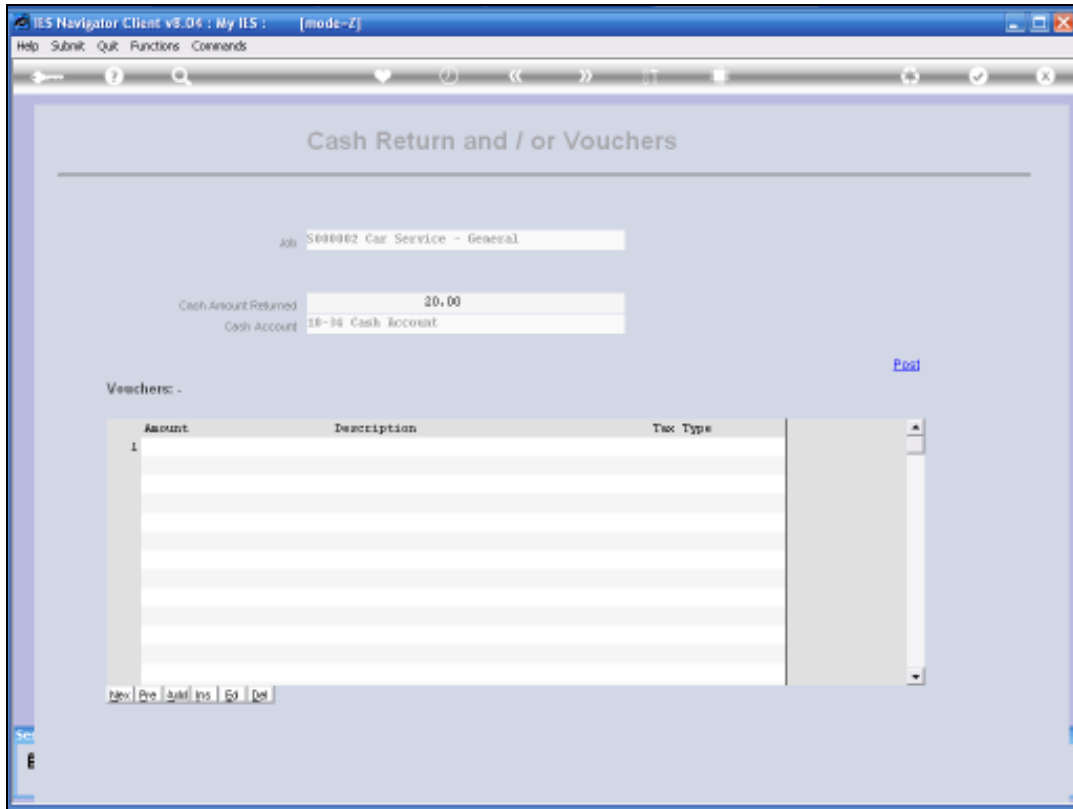 IES Navigator Client v8.04 : My IES : [mode-Z]
Help Submit Quit Functions Commands
Cash Return and / or Vouchers
Job S000002 Car Service - General
Cash Amount Returned 20.00
Cash Account 18-34 Cash Account
Post
Vouchers: -
Amount Description Tax Type
1
Nex Pre Add Ins Ed Del
Se